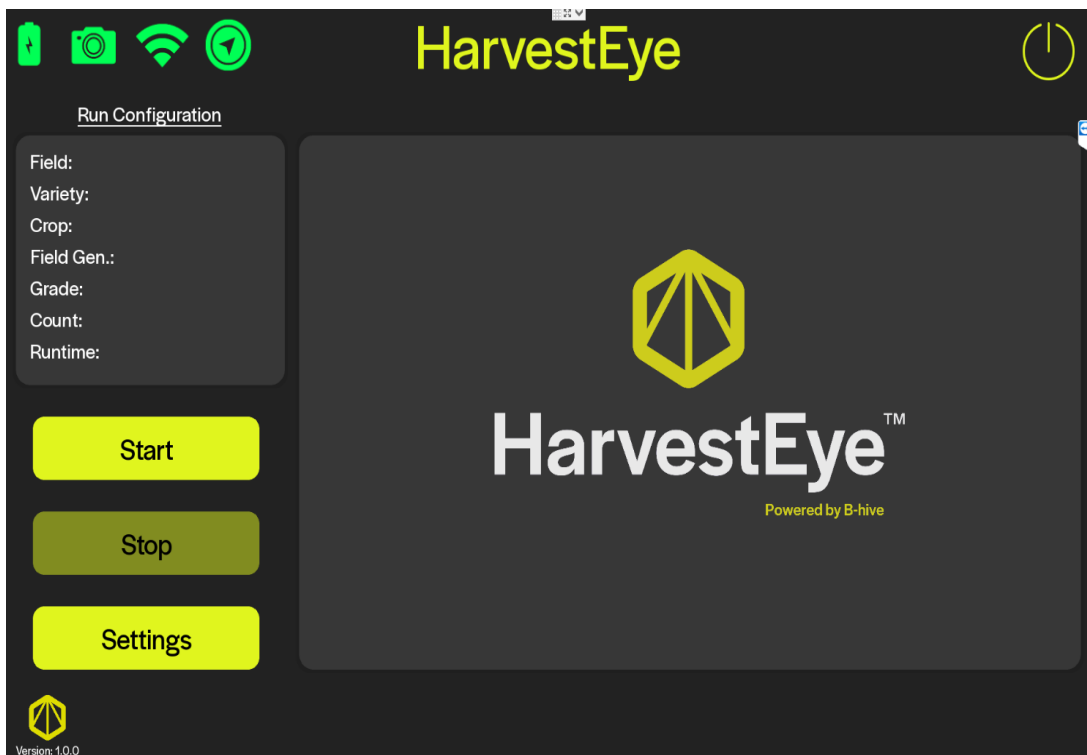 HarvestEye
Run Configuration
Field:
Variety:
Crop:
Field Gen.:
Grade:
Count:
Runtime:
Start
Stop
Settings
HarvestEye™
Powered by B-hive
Version: 1.0.0